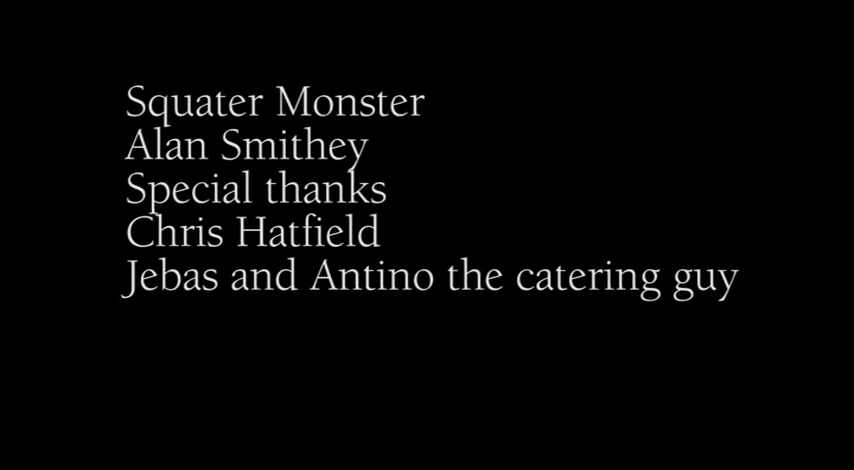 Squater Monster
Alan Smithey
Special thanks
Chris Hatfield
Jebas and Antino the catering guy